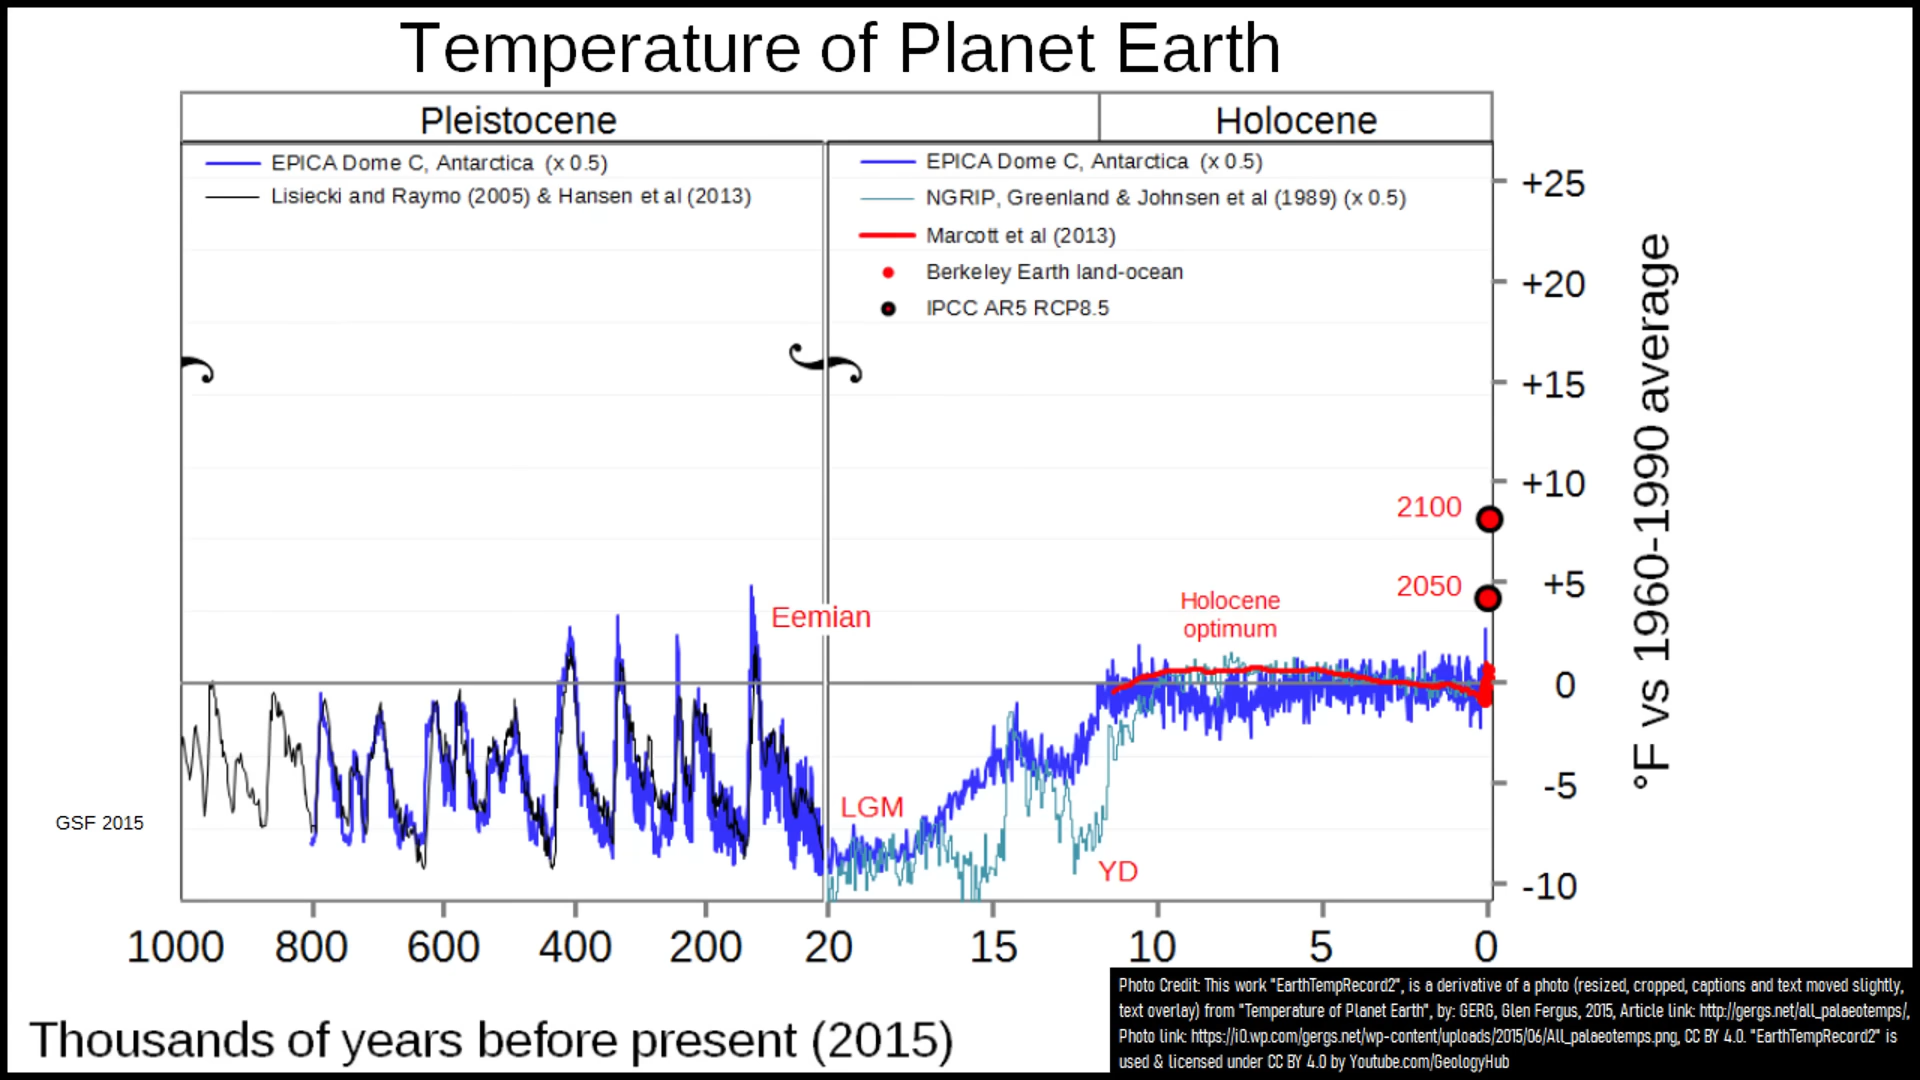 Temperature of Planet Earth
Pleistocene
Holocene
EPICA Dome C, Antarctica (x 0.5)
Lisiecki and Raymo (2005) & Hansen et al (2013)
EPICA Dome C, Antarctica (x 0.5)
NGRIP, Greenland & Johnsen et al (1989) (x 0.5)
Marcott et al (2013)
Berkeley Earth land-ocean
IPCC AR5 RCP8.5
+25
+20
+15
+10
+5
0
-5
-10
°F vs 1960-1990 average
2100
2050
Holocene
optimum
Eemian
LGM
YD
GSF 2015
1000
800
600
400
200
20
15
10
5
0
Thousands of years before present (2015)
Photo Credit: This work "EarthTempRecord2", is a derivative of a photo (resized, cropped, captions and text moved slightly,
text overlay) from "Temperature of Planet Earth", by: GERG, Glen Fergus, 2015, Article link: http://gergs.net/all_palaeotemps/,
Photo link: https://i0.wp.com/gergs.net/wp-content/uploads/2015/06/All_palaeotemps.png, CC BY 4.0. "EarthTempRecord2" is
used & licensed under CC BY 4.0 by Youtube.com/GeologyHub